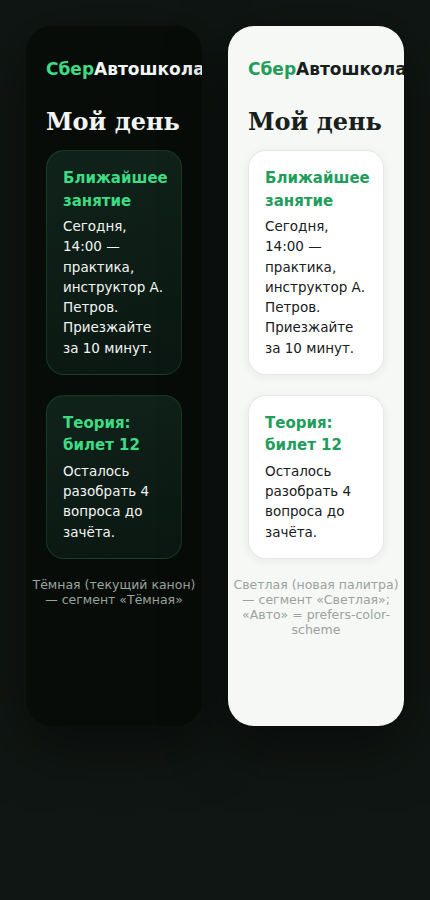 СберАвтошкола
Мой день
Ближайшее
занятие
Сегодня,
14:00 —
практика,
инструктор А.
Петров.
Приезжайте
за 10 минут.
Теория:
билет 12
Осталось
разобрать 4
вопроса до
зачёта.
Тёмная (текущий канон)
— сегмент «Тёмная»
СберАвтошкола
Мой день
Ближайшее
занятие
Сегодня,
14:00 —
практика,
инструктор А.
Петров.
Приезжайте
за 10 минут.
Теория:
билет 12
Осталось
разобрать 4
вопроса до
зачёта.
Светлая (новая палитра)
— сегмент «Светлая»;
«Авто» = prefers-color-
scheme